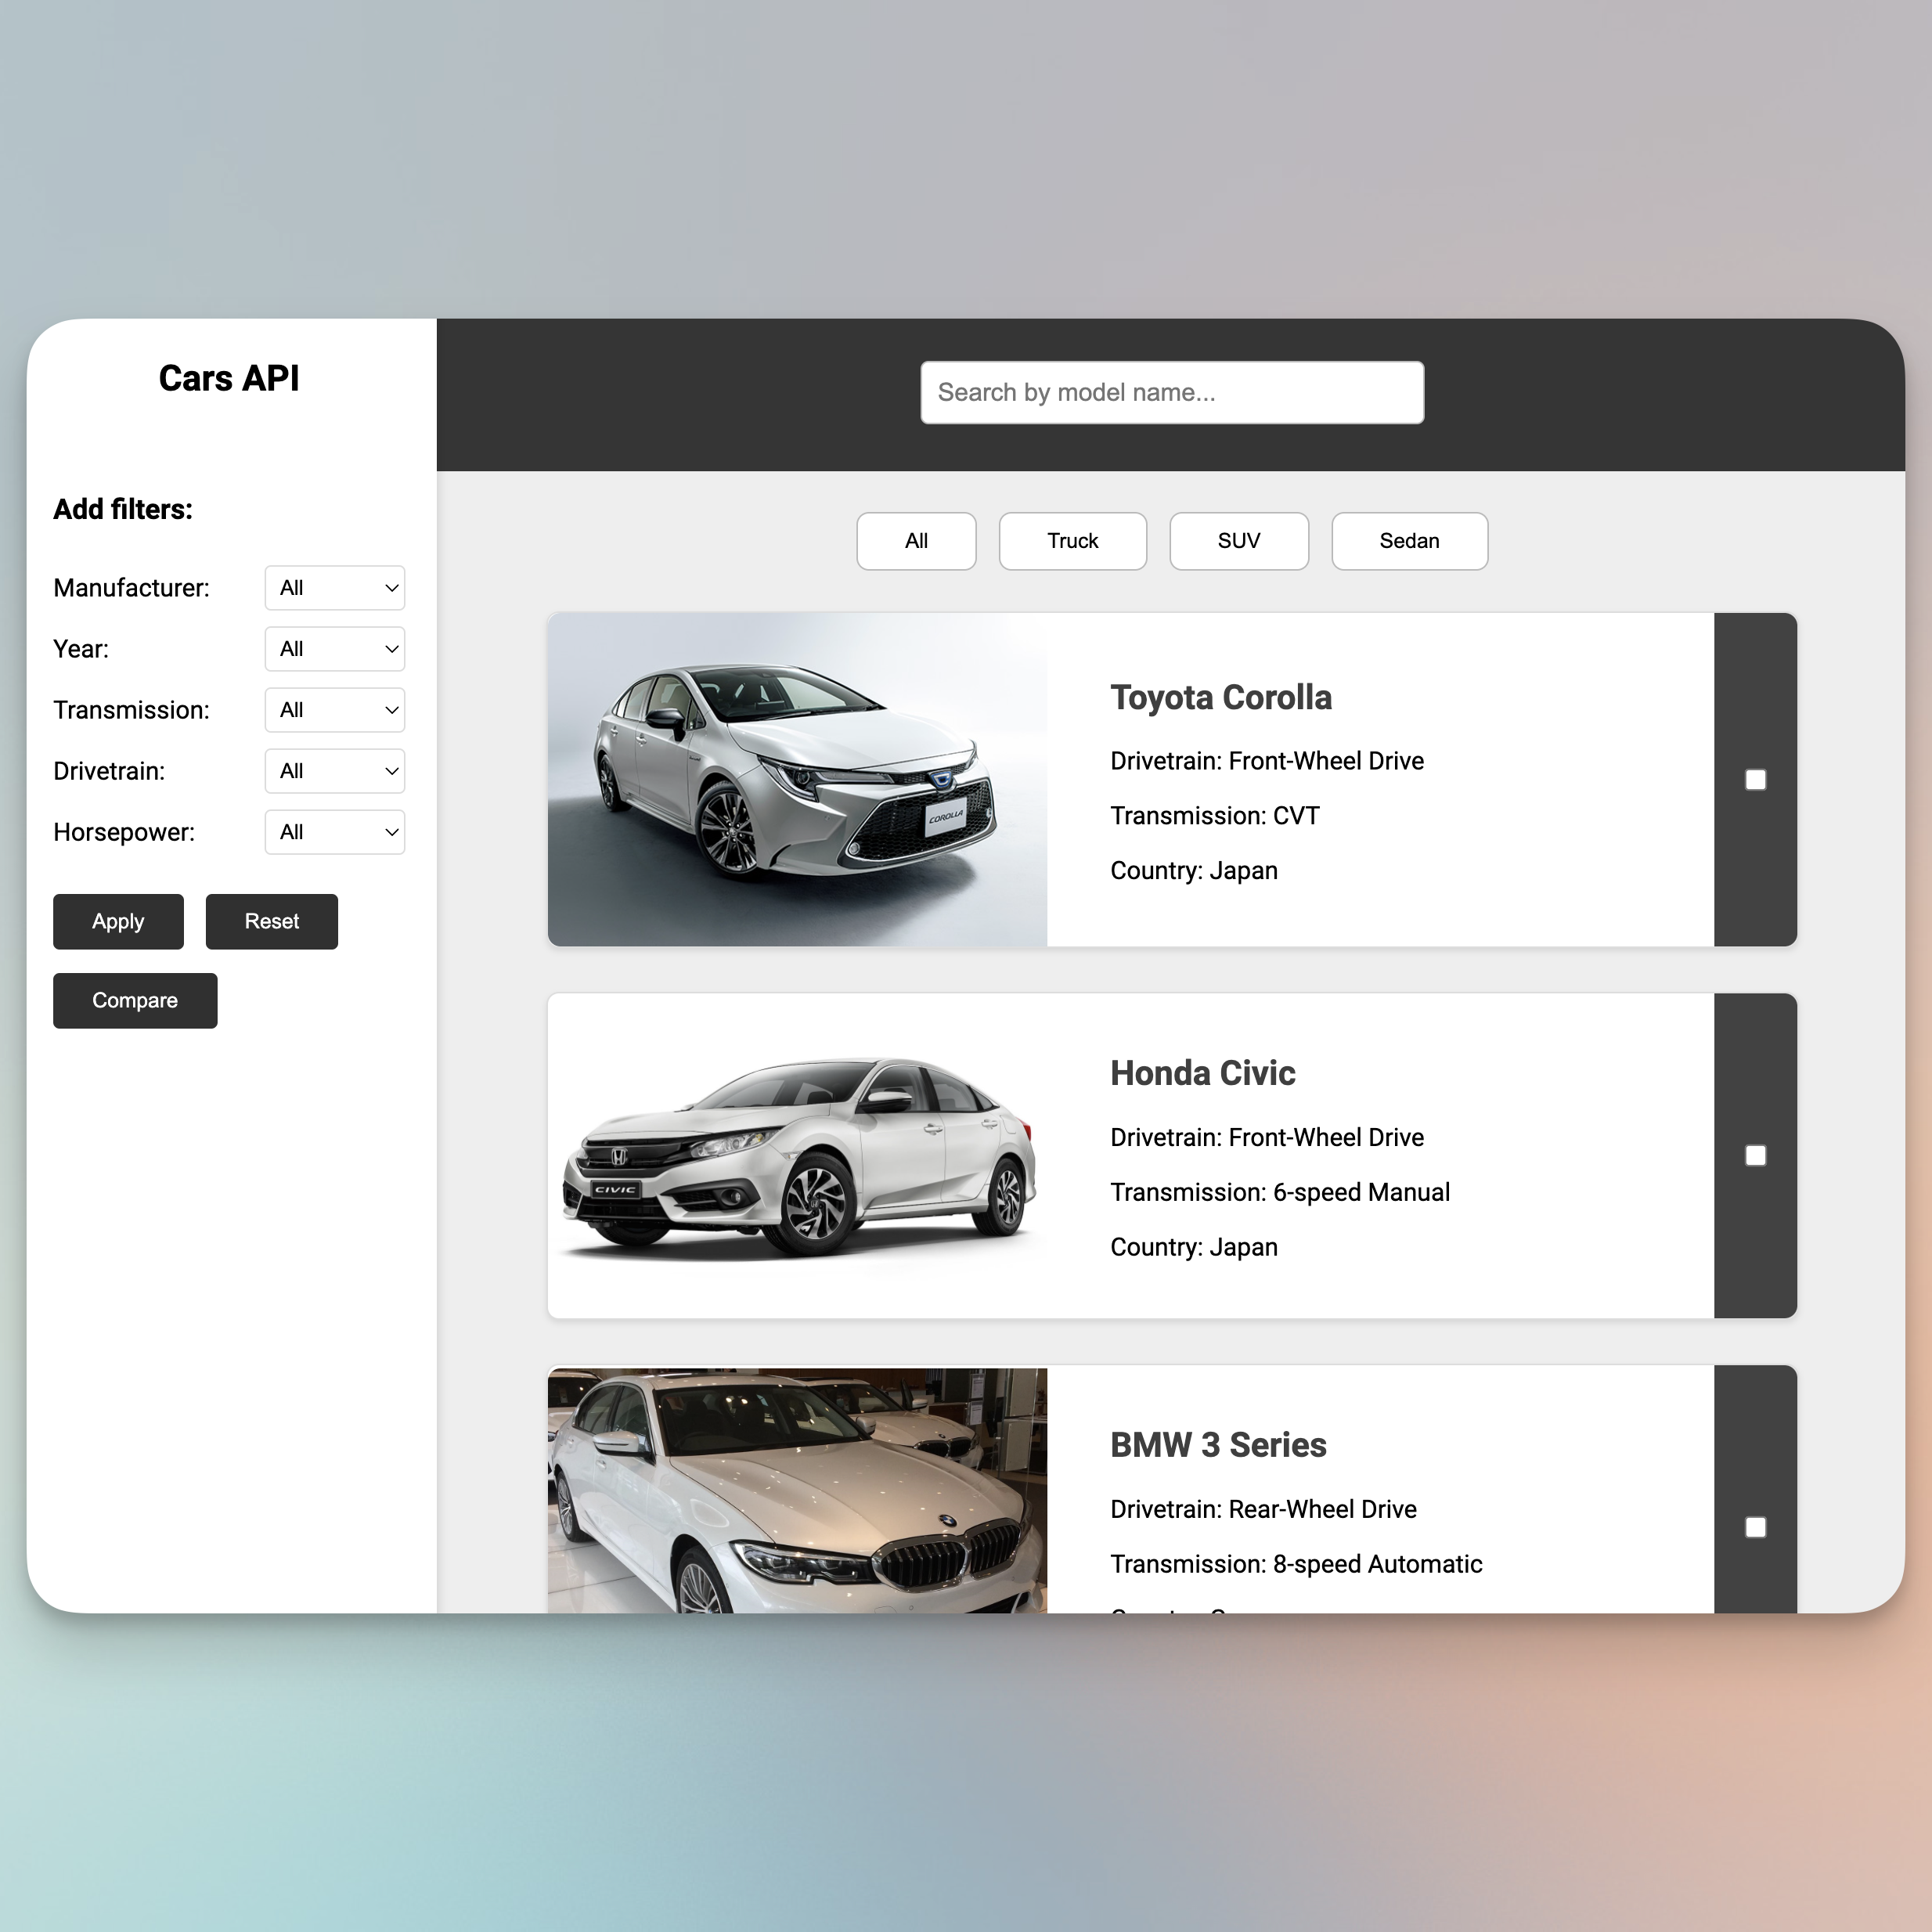 Cars API
Search by model name...
Add filters:
Manufacturer: All
Year: All
Transmission: All
Drivetrain: All
Horsepower: All
Apply Reset
Compare
All Truck SUV Sedan
Toyota Corolla
Drivetrain: Front-Wheel Drive
Transmission: CVT
Country: Japan
COROLLA
Honda Civic
Drivetrain: Front-Wheel Drive
Transmission: 6-speed Manual
Country: Japan
CIVIC
BMW 3 Series
Drivetrain: Rear-Wheel Drive
Transmission: 8-speed Automatic